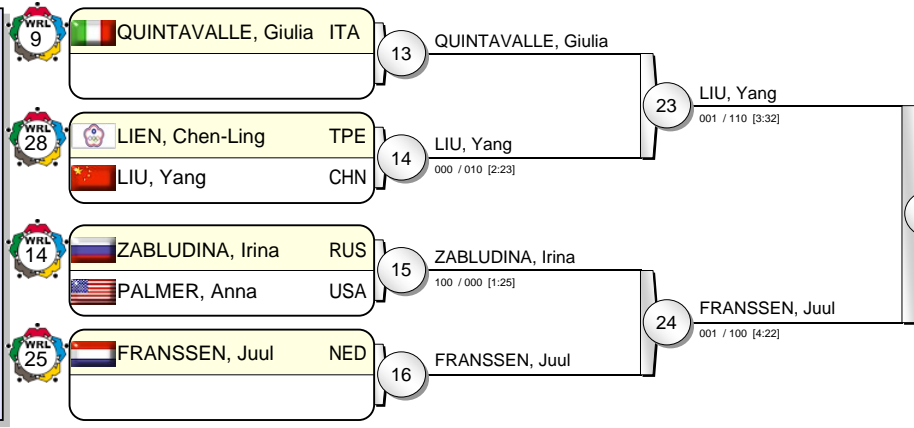 WRL
9
QUINTAVALLE, Giulia ITA
13
QUINTAVALLE, Giulia
WRL
28
LIEN, Chen-Ling TPE
LIU, Yang CHN
14
LIU, Yang
000 / 010 [2:23]
23
LIU, Yang
001 / 110 [3:32]
WRL
14
ZABLUDINA, Irina RUS
PALMER, Anna USA
15
ZABLUDINA, Irina
100 / 000 [1:25]
WRL
25
FRANSSEN, Juul NED
16
FRANSSEN, Juul
24
FRANSSEN, Juul
001 / 100 [4:22]